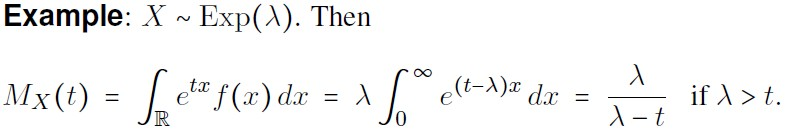 Example: X ~ Exp(λ). Then
M_X(t) = ∫_ℝ e^{tx} f(x) dx = λ ∫_0^∞ e^{(t−λ)x} dx = λ/(λ − t) if λ > t.